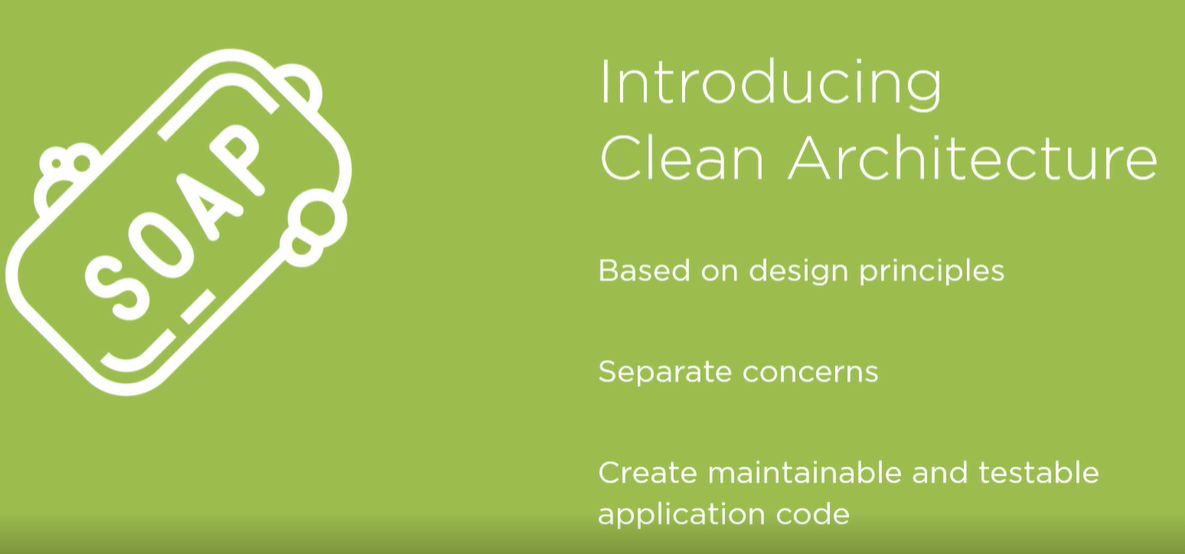 SOAP
Introducing
Clean Architecture
Based on design principles
Separate concerns
Create maintainable and testable
application code